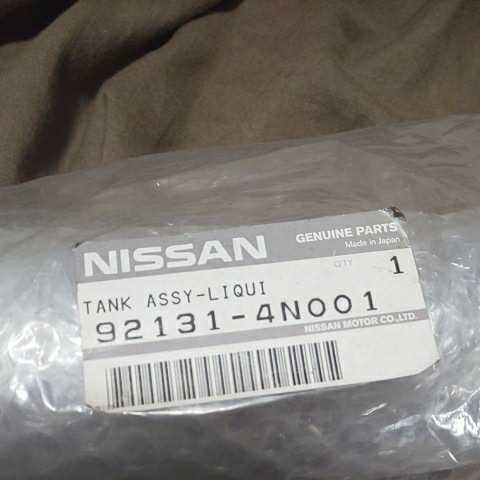 NISSAN
GENUINE PARTS
Made in Japan
QTY 1
TANK ASSY-LIQUI
92131-4N001
NISSAN MOTOR CO.,LTD.